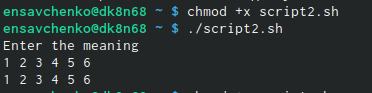 ensavchenko@dk8n68 ~ $ chmod +x script2.sh
ensavchenko@dk8n68 ~ $ ./script2.sh
Enter the meaning
1 2 3 4 5 6
1 2 3 4 5 6